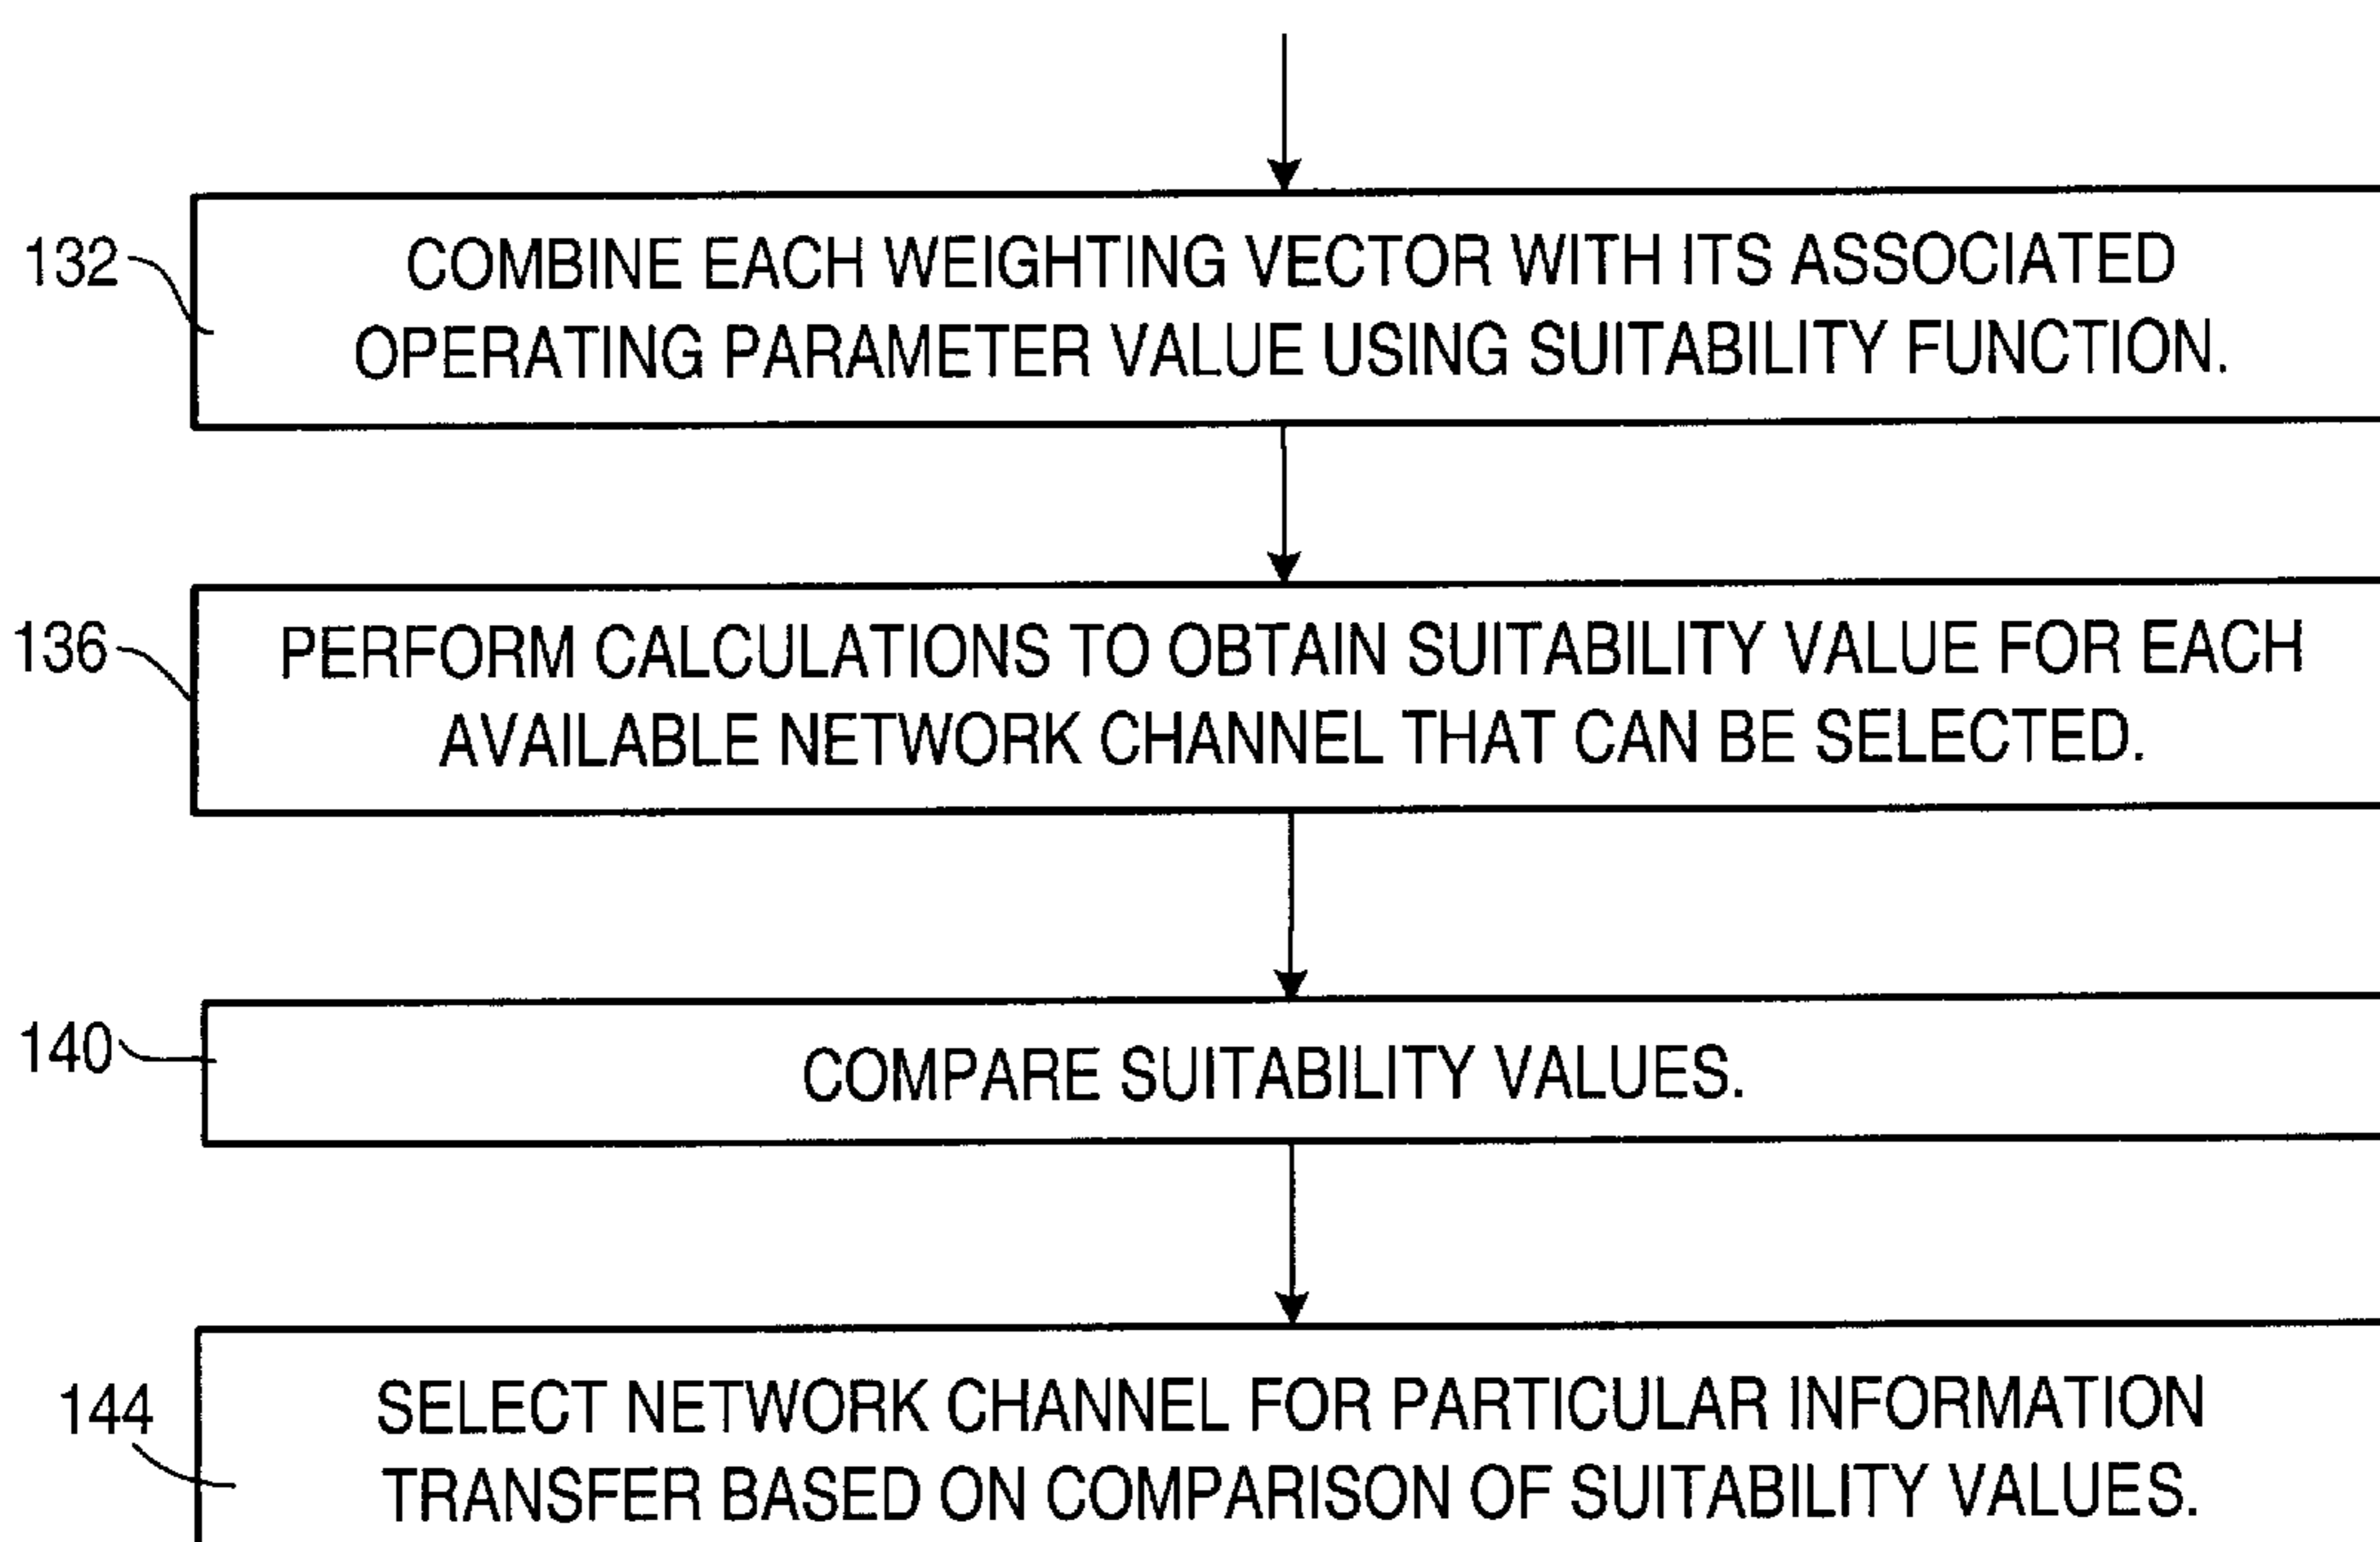 132
COMBINE EACH WEIGHTING VECTOR WITH ITS ASSOCIATED
OPERATING PARAMETER VALUE USING SUITABILITY FUNCTION.
136
PERFORM CALCULATIONS TO OBTAIN SUITABILITY VALUE FOR EACH
AVAILABLE NETWORK CHANNEL THAT CAN BE SELECTED.
140
COMPARE SUITABILITY VALUES.
144
SELECT NETWORK CHANNEL FOR PARTICULAR INFORMATION
TRANSFER BASED ON COMPARISON OF SUITABILITY VALUES.